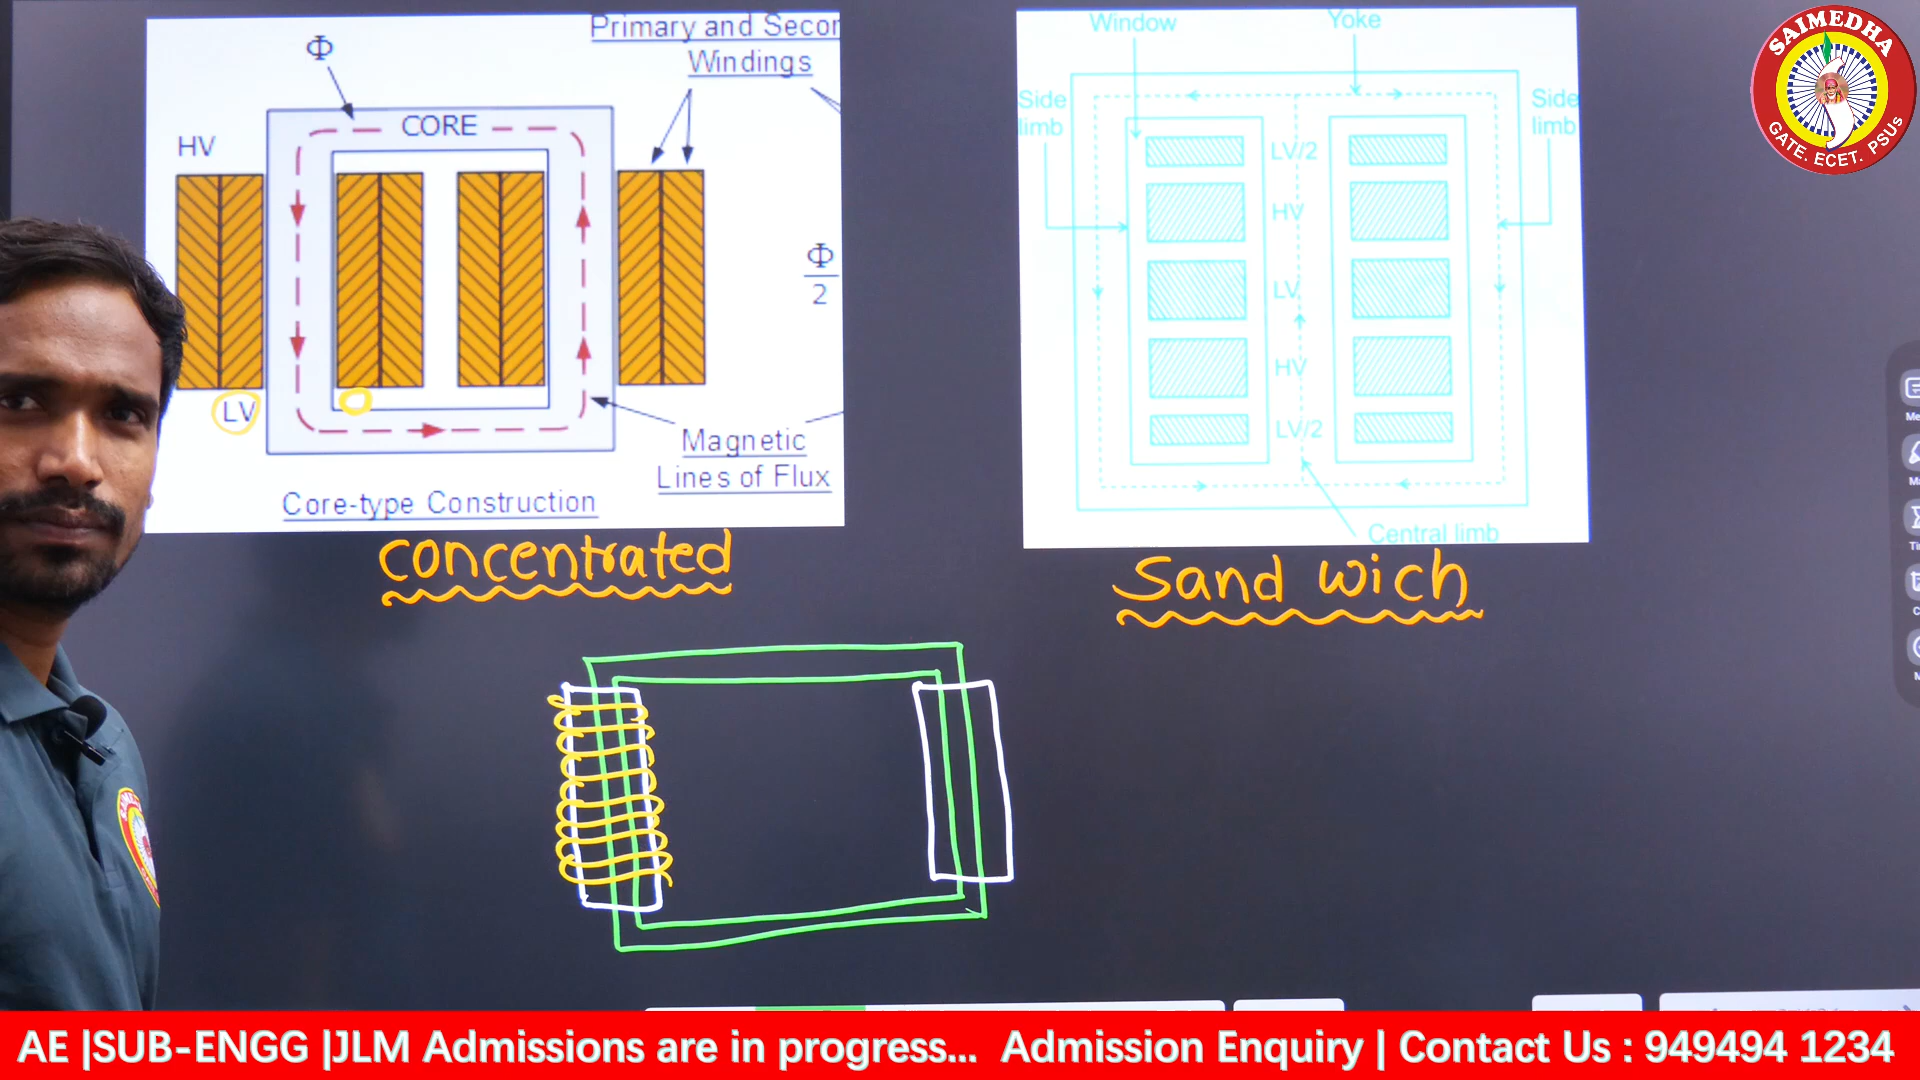 Φ
Primary and Secon
Windings
HV
CORE
LV
Φ
2
Magnetic
Lines of Flux
Core-type Construction
concentrated
Window
Yoke
Side
limb
Side
limb
LV/2
HV
LV
HV
LV/2
Central limb
Sand wich
SAIMEDHA
GATE. ECET. PSUs
AE |SUB-ENGG |JLM Admissions are in progress... Admission Enquiry | Contact Us : 949494 1234